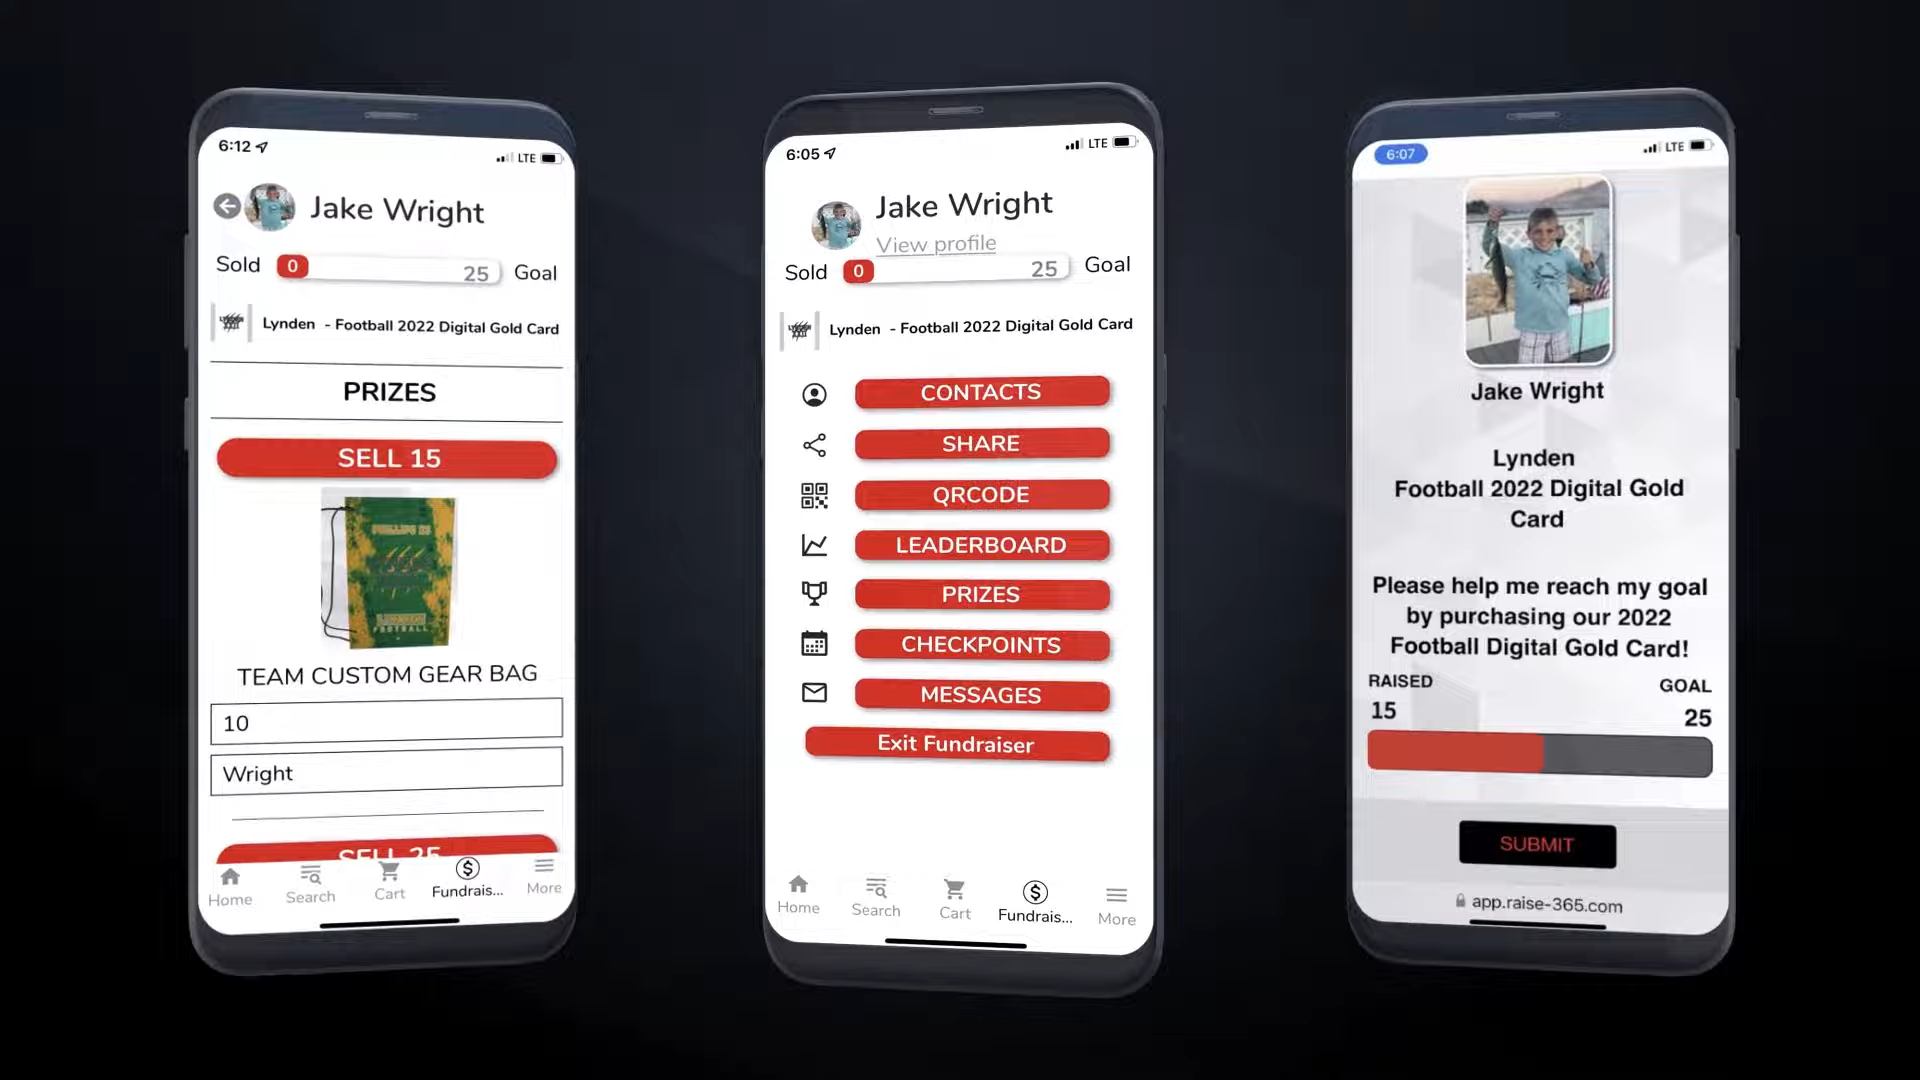 6:12
LTE
Jake Wright
Sold 0 25 Goal
Lynden - Football 2022 Digital Gold Card
PRIZES
SELL 15
FOOTBALL
TEAM CUSTOM GEAR BAG
10
Wright
SELL 25
Home Search Cart Fundrais... More
6:05
LTE
Jake Wright
View profile
Sold 0 25 Goal
Lynden - Football 2022 Digital Gold Card
CONTACTS
SHARE
QRCODE
LEADERBOARD
PRIZES
CHECKPOINTS
MESSAGES
Exit Fundraiser
Home Search Cart Fundrais... More
6:07
LTE
Jake Wright
Lynden
Football 2022 Digital Gold
Card
Please help me reach my goal
by purchasing our 2022
Football Digital Gold Card!
RAISED GOAL
15 25
SUBMIT
app.raise-365.com